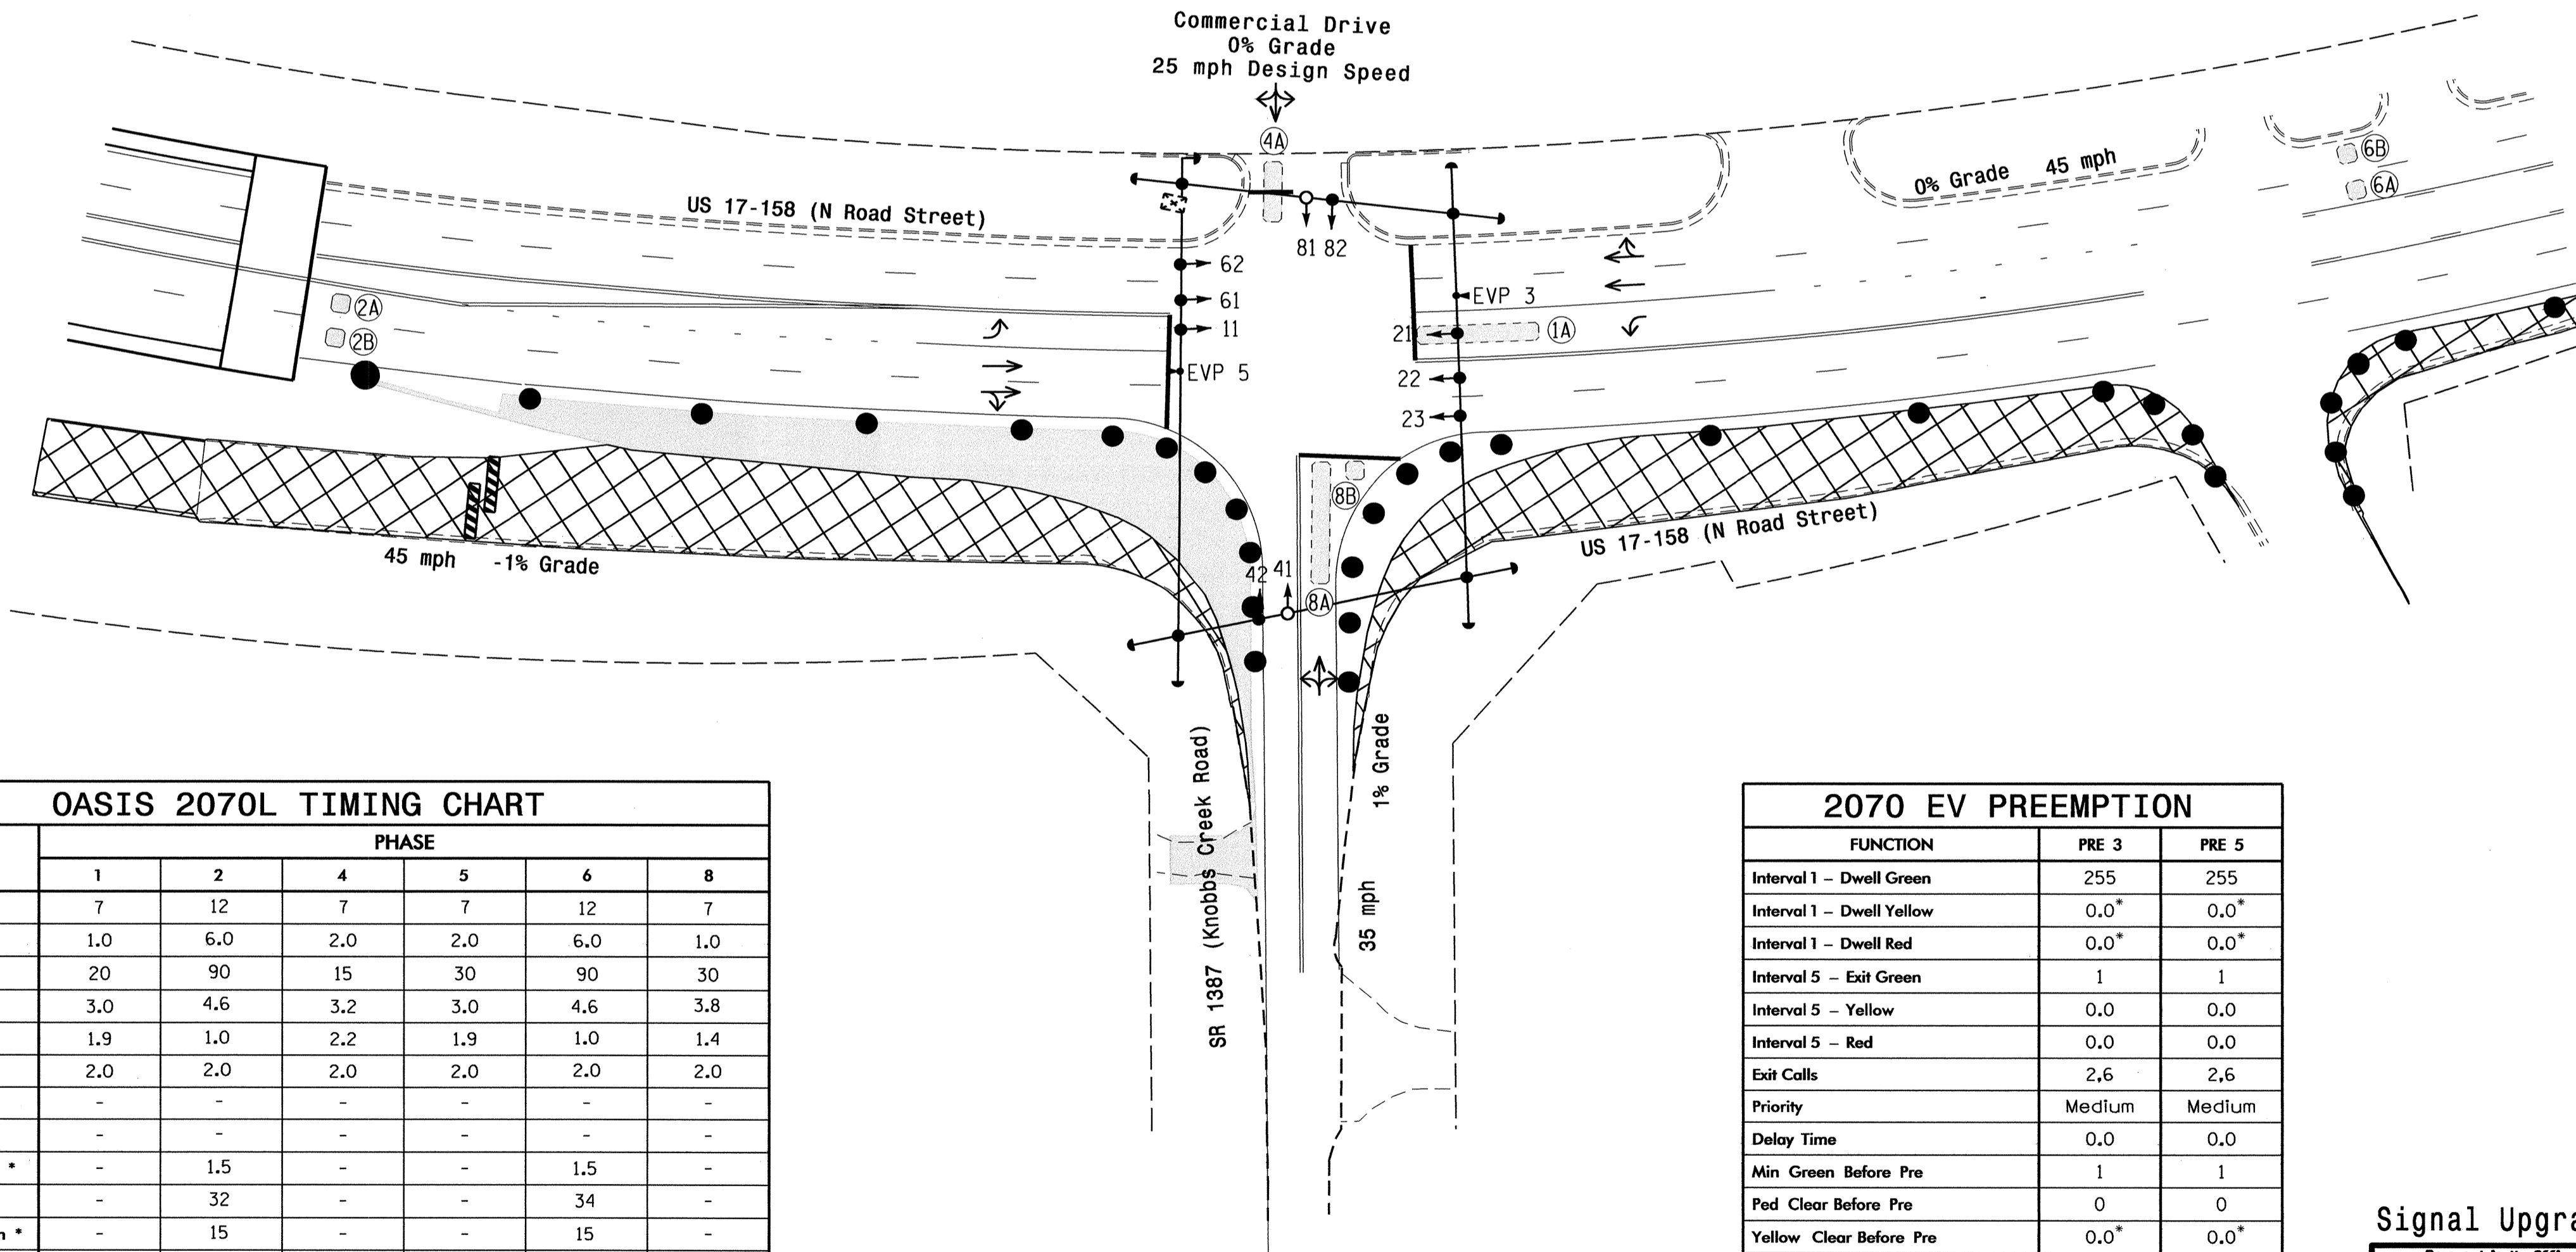 Commercial Drive
0% Grade
25 mph Design Speed
4A
6B
6A
0% Grade 45 mph
US 17-158 (N Road Street)
81 82
62
61
11
EVP 3
21
1A
2A
2B
EVP 5
22
23
8B
45 mph -1% Grade
US 17-158 (N Road Street)
42 41
8A
SR 1387 (Knobbs Creek Road)
35 mph 1% Grade
OASIS 2070L TIMING CHART
PHASE
1 2 4 5 6 8
7 12 7 7 12 7
1.0 6.0 2.0 2.0 6.0 1.0
20 90 15 30 90 30
3.0 4.6 3.2 3.0 4.6 3.8
1.9 1.0 2.2 1.9 1.0 1.4
2.0 2.0 2.0 2.0 2.0 2.0
- - - - - -
- - - - - -
* - 1.5 - - 1.5 -
- 32 - - 34 -
* - 15 - - 15 -
2070 EV PREEMPTION
FUNCTION PRE 3 PRE 5
Interval 1 – Dwell Green 255 255
Interval 1 – Dwell Yellow 0.0* 0.0*
Interval 1 – Dwell Red 0.0* 0.0*
Interval 5 – Exit Green 1 1
Interval 5 – Yellow 0.0 0.0
Interval 5 – Red 0.0 0.0
Exit Calls 2,6 2,6
Priority Medium Medium
Delay Time 0.0 0.0
Min Green Before Pre 1 1
Ped Clear Before Pre 0 0
Yellow Clear Before Pre 0.0* 0.0*
Signal Upgra